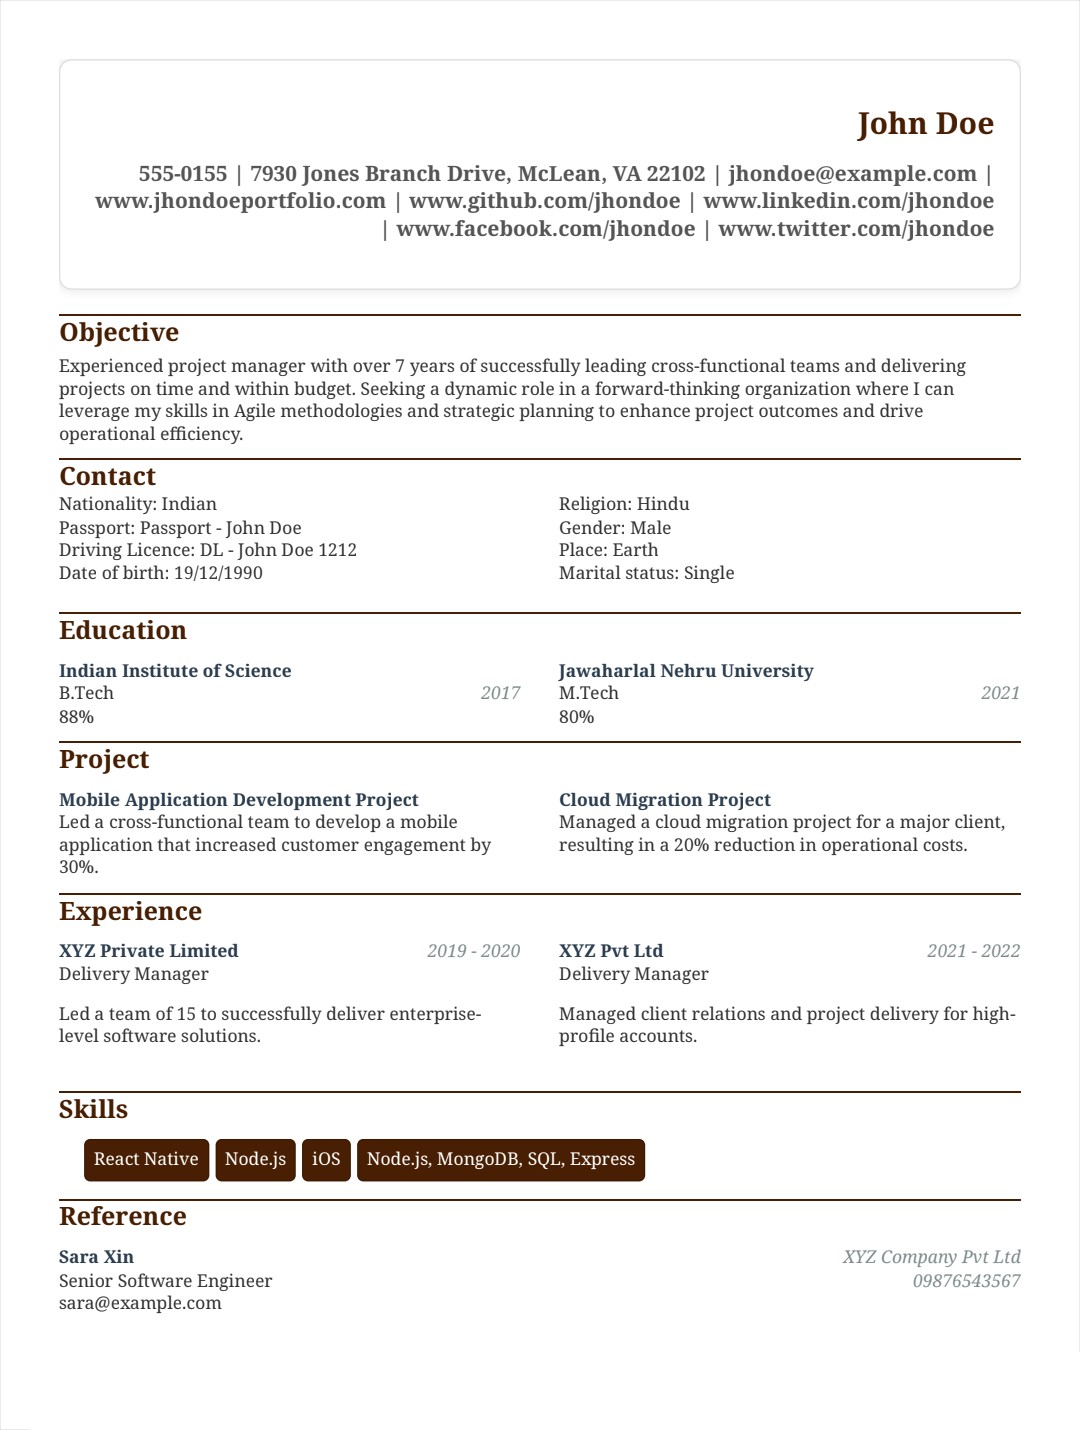 John Doe
555-0155 | 7930 Jones Branch Drive, McLean, VA 22102 | jhondoe@example.com |
www.jhondoeportfolio.com | www.github.com/jhondoe | www.linkedin.com/jhondoe
| www.facebook.com/jhondoe | www.twitter.com/jhondoe
Objective
Experienced project manager with over 7 years of successfully leading cross-functional teams and delivering
projects on time and within budget. Seeking a dynamic role in a forward-thinking organization where I can
leverage my skills in Agile methodologies and strategic planning to enhance project outcomes and drive
operational efficiency.
Contact
Nationality: Indian
Passport: Passport - John Doe
Driving Licence: DL - John Doe 1212
Date of birth: 19/12/1990
Religion: Hindu
Gender: Male
Place: Earth
Marital status: Single
Education
Indian Institute of Science
B.Tech 2017
88%
Jawaharlal Nehru University
M.Tech 2021
80%
Project
Mobile Application Development Project
Led a cross-functional team to develop a mobile
application that increased customer engagement by
30%.
Cloud Migration Project
Managed a cloud migration project for a major client,
resulting in a 20% reduction in operational costs.
Experience
XYZ Private Limited 2019 - 2020
Delivery Manager
Led a team of 15 to successfully deliver enterprise-
level software solutions.
XYZ Pvt Ltd 2021 - 2022
Delivery Manager
Managed client relations and project delivery for high-
profile accounts.
Skills
React Native Node.js iOS Node.js, MongoDB, SQL, Express
Reference
Sara Xin XYZ Company Pvt Ltd
Senior Software Engineer 09876543567
sara@example.com